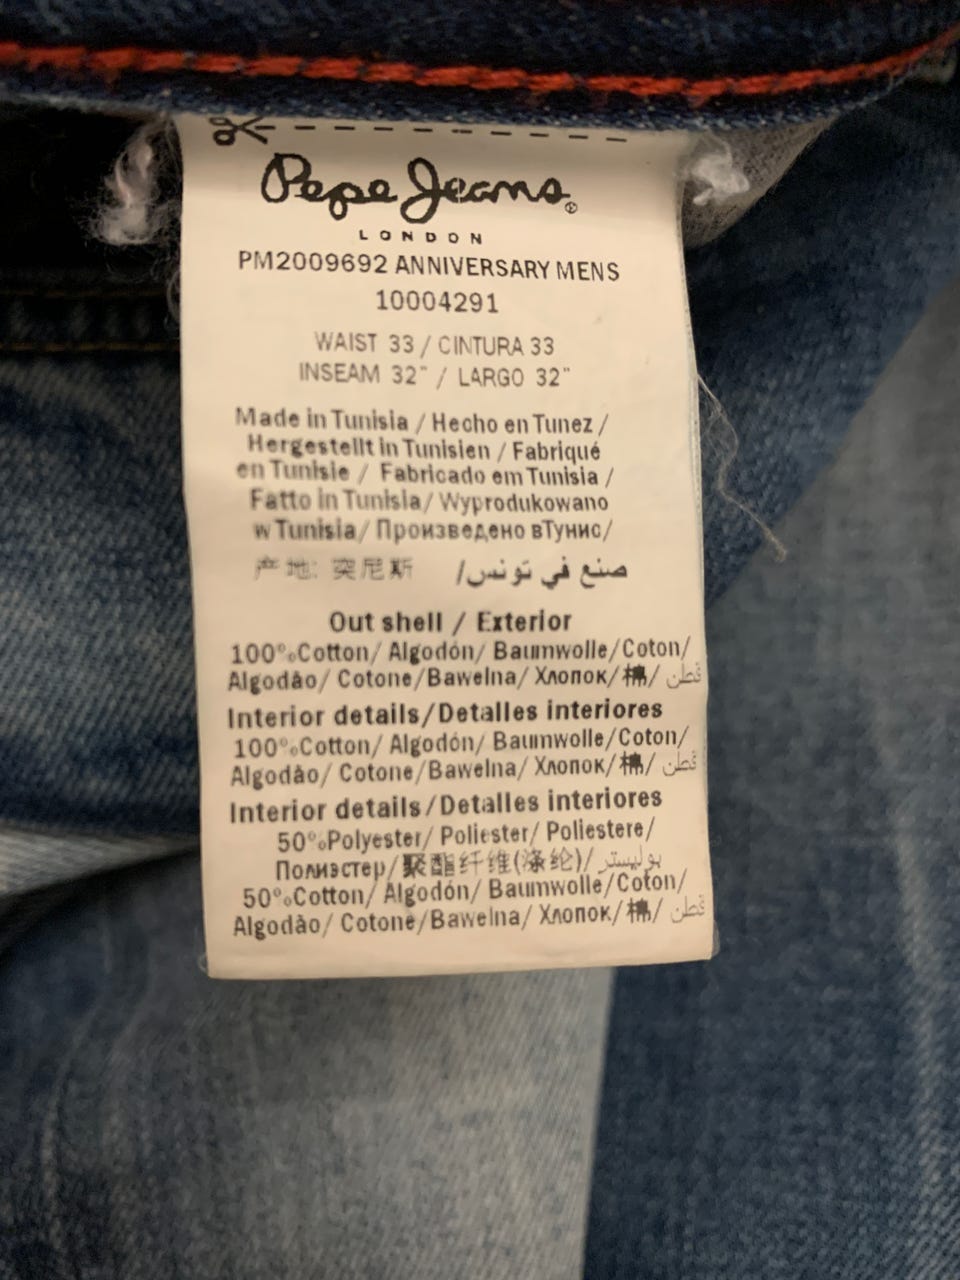 Pepe Jeans®
LONDON
PM2009692 ANNIVERSARY MENS
10004291
WAIST 33 / CINTURA 33
INSEAM 32" / LARGO 32"
Made in Tunisia / Hecho en Tunez /
Hergestellt in Tunisien / Fabriqué
en Tunisie / Fabricado em Tunisia /
Fatto in Tunisia/ Wyprodukowano
w Tunisia/ Произведено вТунис/
产 地: 突尼斯 صنع في تونس/
Out shell / Exterior
100%Cotton/ Algodón/ Baumwolle/Coton/
Algodão/ Cotone/Bawelna/ Хлопок/棉/ قطن
Interior details/Detalles interiores
100%Cotton/ Algodón/ Baumwolle/Coton/
Algodão/ Cotone/Bawelna/ Хлопок/棉/ قطن
Interior details/Detalles interiores
50%Polyester/ Poliester/ Poliestere/
Полиэстер/聚酯纤维(涤纶)/ بوليستر
50%Cotton/ Algodón/ Baumwolle/Coton/
Algodão/ Cotone/Bawelna/ Хлопок/棉/ قطن